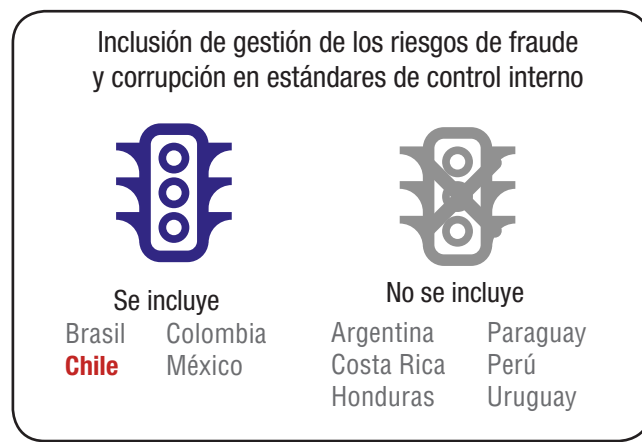 Inclusión de gestión de los riesgos de fraude
y corrupción en estándares de control interno
Se incluye
Brasil Colombia
Chile México
No se incluye
Argentina Paraguay
Costa Rica Perú
Honduras Uruguay